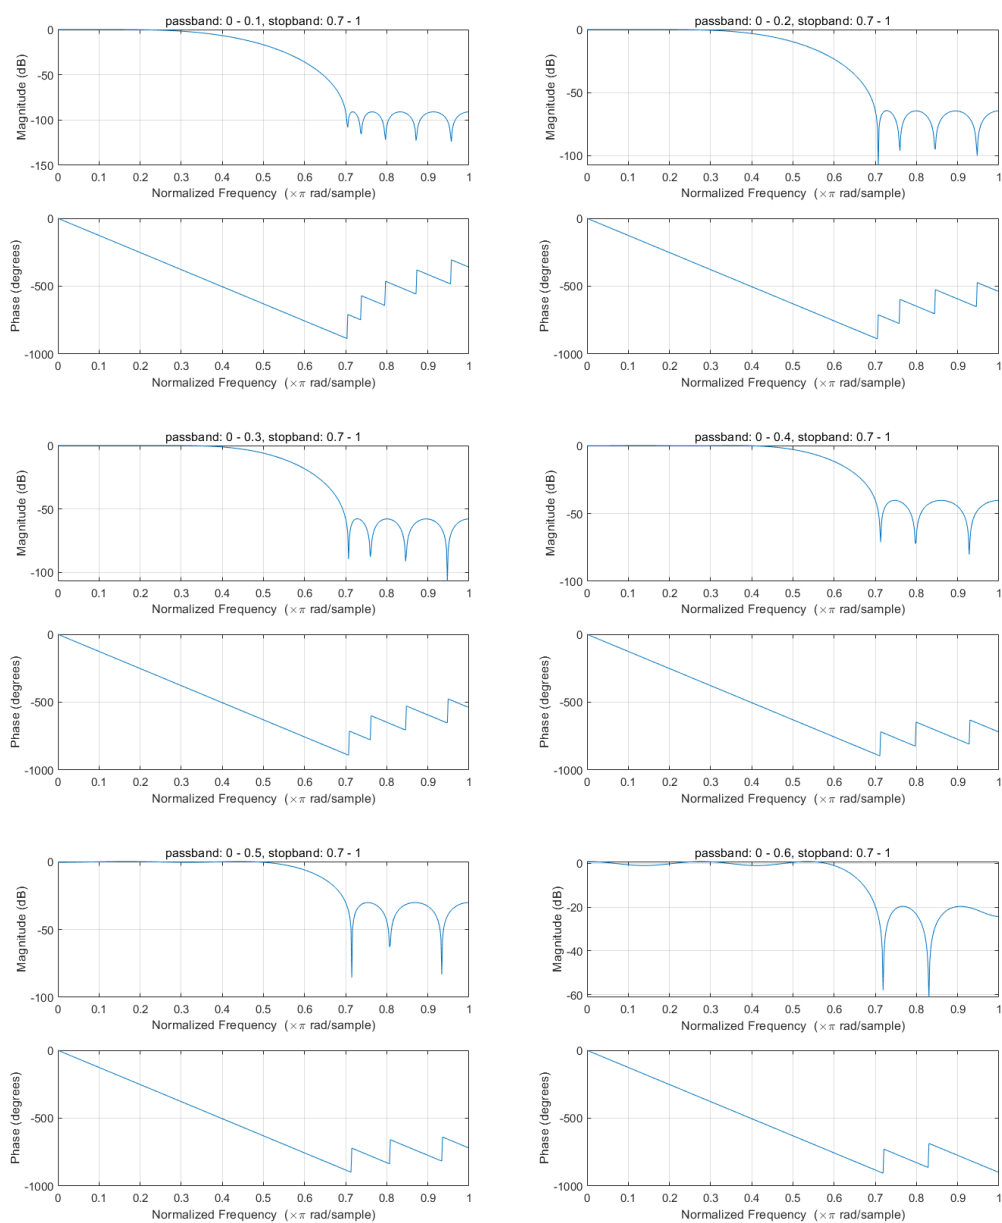 passband: 0 - 0.1, stopband: 0.7 - 1
0
-50
-100
-150
Magnitude (dB)
0 0.1 0.2 0.3 0.4 0.5 0.6 0.7 0.8 0.9 1
Normalized Frequency (×π rad/sample)
0
-500
-1000
Phase (degrees)
0 0.1 0.2 0.3 0.4 0.5 0.6 0.7 0.8 0.9 1
Normalized Frequency (×π rad/sample)
passband: 0 - 0.2, stopband: 0.7 - 1
0
-50
-100
Magnitude (dB)
0 0.1 0.2 0.3 0.4 0.5 0.6 0.7 0.8 0.9 1
Normalized Frequency (×π rad/sample)
0
-500
-1000
Phase (degrees)
0 0.1 0.2 0.3 0.4 0.5 0.6 0.7 0.8 0.9 1
Normalized Frequency (×π rad/sample)
passband: 0 - 0.3, stopband: 0.7 - 1
0
-50
-100
Magnitude (dB)
0 0.1 0.2 0.3 0.4 0.5 0.6 0.7 0.8 0.9 1
Normalized Frequency (×π rad/sample)
0
-500
-1000
Phase (degrees)
0 0.1 0.2 0.3 0.4 0.5 0.6 0.7 0.8 0.9 1
Normalized Frequency (×π rad/sample)
passband: 0 - 0.4, stopband: 0.7 - 1
0
-50
-100
Magnitude (dB)
0 0.1 0.2 0.3 0.4 0.5 0.6 0.7 0.8 0.9 1
Normalized Frequency (×π rad/sample)
0
-500
-1000
Phase (degrees)
0 0.1 0.2 0.3 0.4 0.5 0.6 0.7 0.8 0.9 1
Normalized Frequency (×π rad/sample)
passband: 0 - 0.5, stopband: 0.7 - 1
0
-50
-100
Magnitude (dB)
0 0.1 0.2 0.3 0.4 0.5 0.6 0.7 0.8 0.9 1
Normalized Frequency (×π rad/sample)
0
-500
-1000
Phase (degrees)
0 0.1 0.2 0.3 0.4 0.5 0.6 0.7 0.8 0.9 1
Normalized Frequency (×π rad/sample)
passband: 0 - 0.6, stopband: 0.7 - 1
0
-20
-40
-60
Magnitude (dB)
0 0.1 0.2 0.3 0.4 0.5 0.6 0.7 0.8 0.9 1
Normalized Frequency (×π rad/sample)
0
-500
-1000
Phase (degrees)
0 0.1 0.2 0.3 0.4 0.5 0.6 0.7 0.8 0.9 1
Normalized Frequency (×π rad/sample)